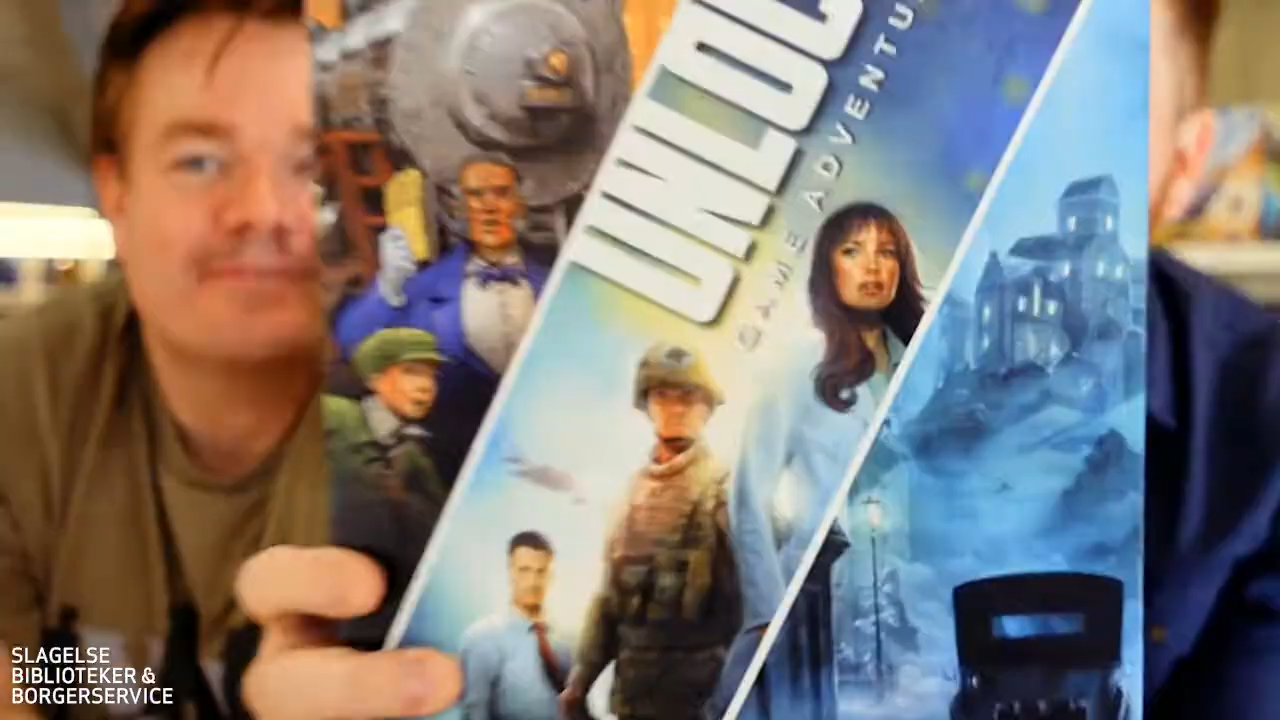 UNLOC
GAME ADVENTU
SLAGELSE
BIBLIOTEKER &
BORGERSERVICE